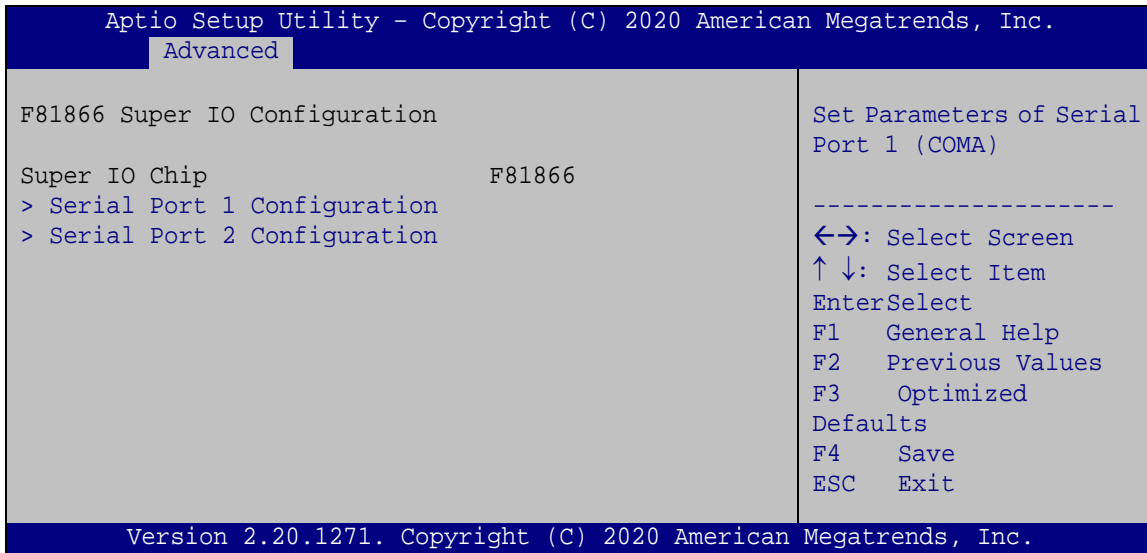 Aptio Setup Utility – Copyright (C) 2020 American Megatrends, Inc.
Advanced
F81866 Super IO Configuration
Super IO Chip F81866
> Serial Port 1 Configuration
> Serial Port 2 Configuration
Set Parameters of Serial
Port 1 (COMA)
---------------------
←→: Select Screen
↑ ↓: Select Item
EnterSelect
F1 General Help
F2 Previous Values
F3 Optimized
Defaults
F4 Save
ESC Exit
Version 2.20.1271. Copyright (C) 2020 American Megatrends, Inc.